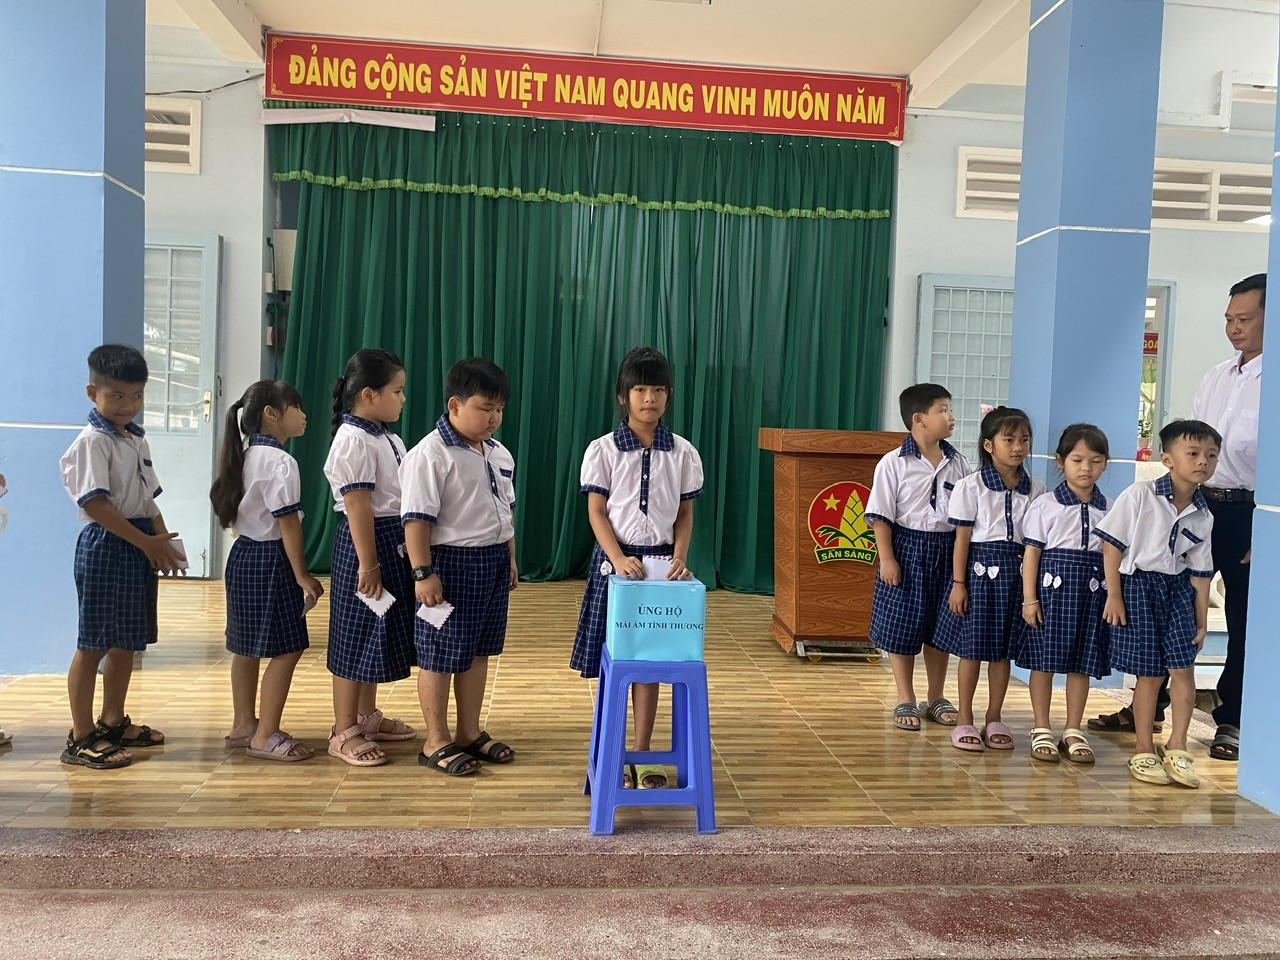 ĐẢNG CỘNG SẢN VIỆT NAM QUANG VINH MUÔN NĂM
SẴN SÀNG
ỦNG HỘ
MÁI ẤM TÌNH THƯƠNG